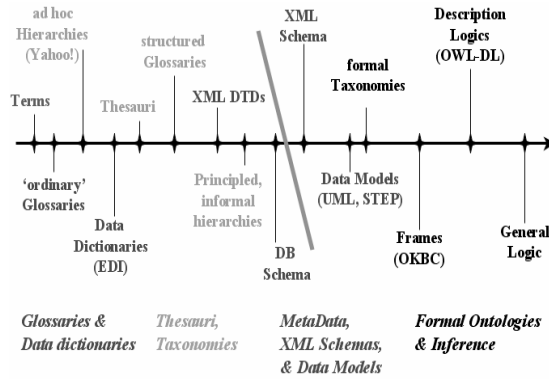 ad hoc
Hierarchies
(Yahoo!)
structured
Glossaries
XML
Schema
formal
Taxonomies
Description
Logics
(OWL-DL)
Terms
Thesauri
XML DTDs
‘ordinary’
Glossaries
Data
Dictionaries
(EDI)
Principled,
informal
hierarchies
DB
Schema
Data Models
(UML, STEP)
Frames
(OKBC)
General
Logic
Glossaries &
Data dictionaries
Thesauri,
Taxonomies
MetaData,
XML Schemas,
& Data Models
Formal Ontologies
& Inference